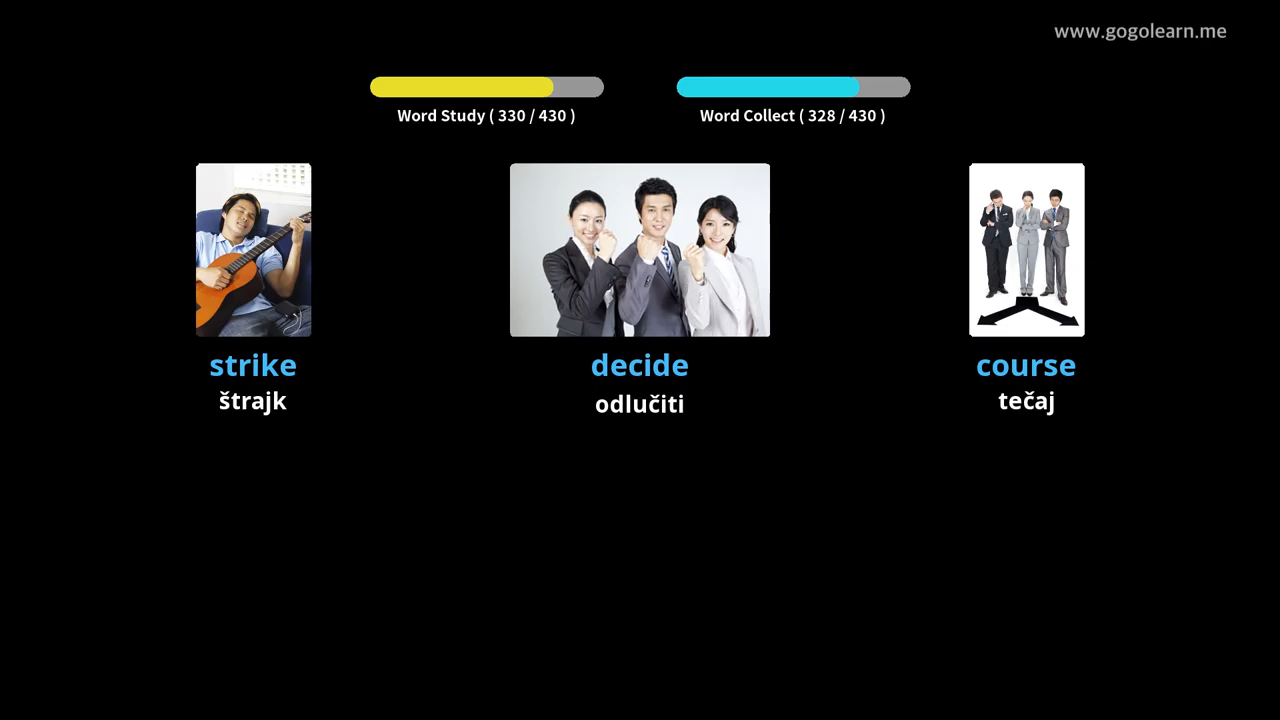 www.gogolearn.me
Word Study ( 330 / 430 )
Word Collect ( 328 / 430 )
strike
štrajk
decide
odlučiti
course
tečaj